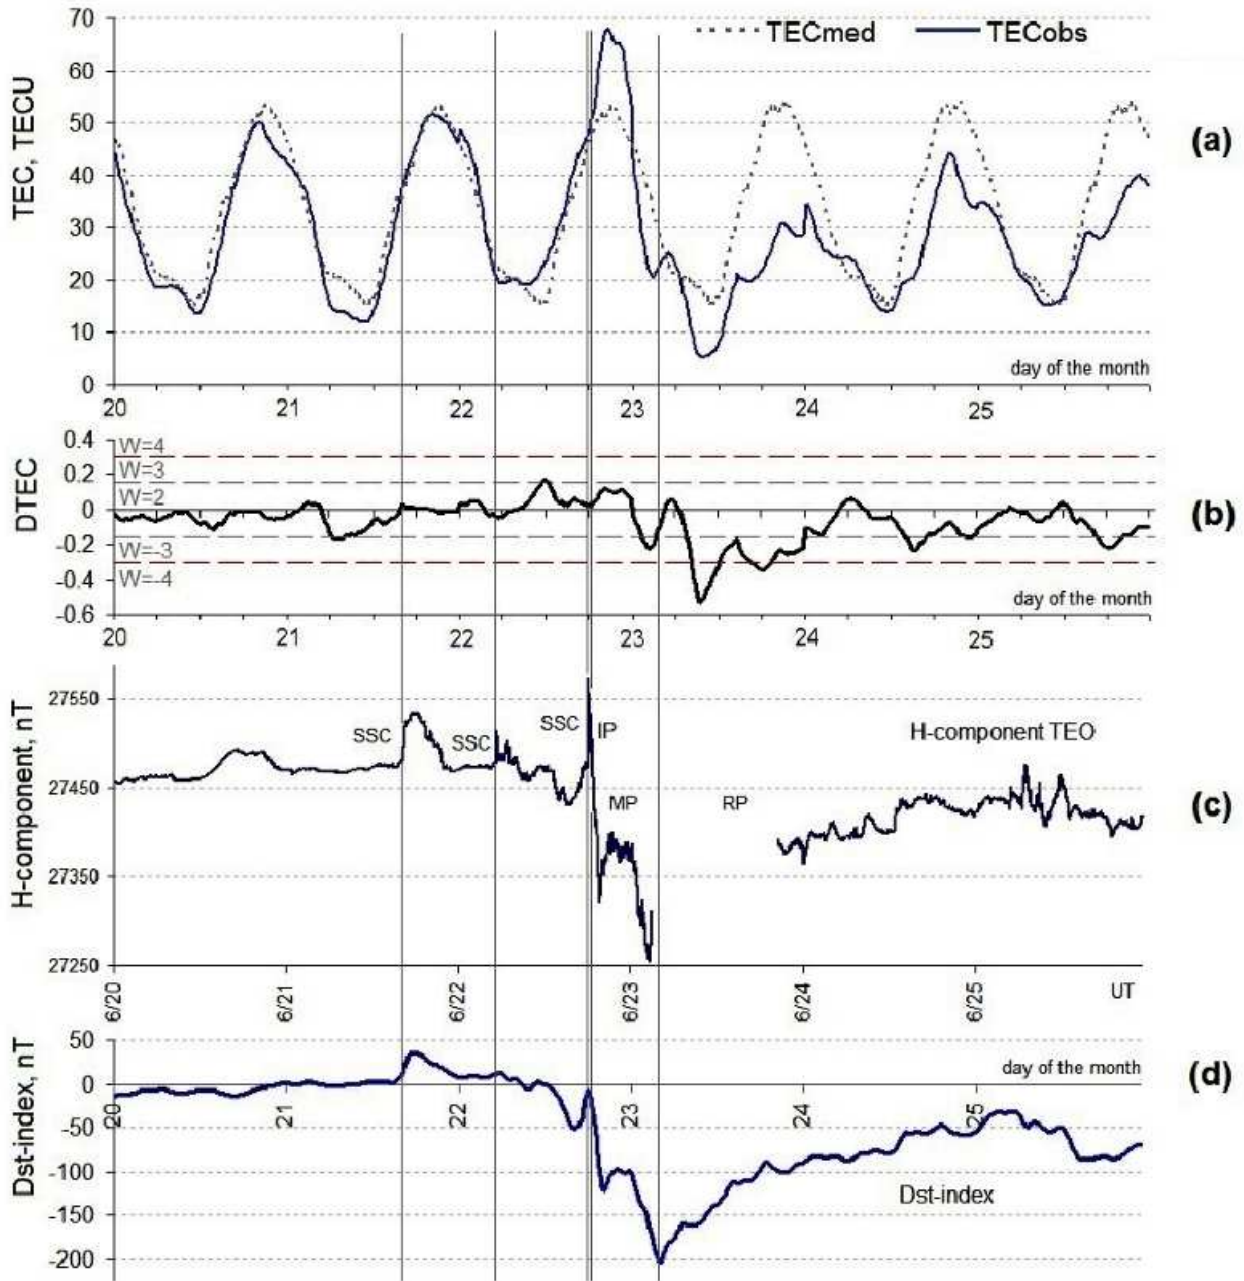 70
TECmed TECobs
60
50
40
30
20
10
0
TEC, TECU
(a)
day of the month
20 21 22 23 24 25
0.4
0.2
0
-0.2
-0.4
-0.6
DTEC
W=4
W=3
W=2
W=-3
W=-4
(b)
day of the month
20 21 22 23 24 25
27550
27450
27350
27250
H-component, nT
SSC
SSC
SSC
IP
MP
RP
H-component TEO
(c)
6/20 6/21 6/22 6/23 6/24 6/25
UT
50
0
-50
-100
-150
-200
Dst-index, nT
day of the month
(d)
20 21 22 23 24 25
Dst-index